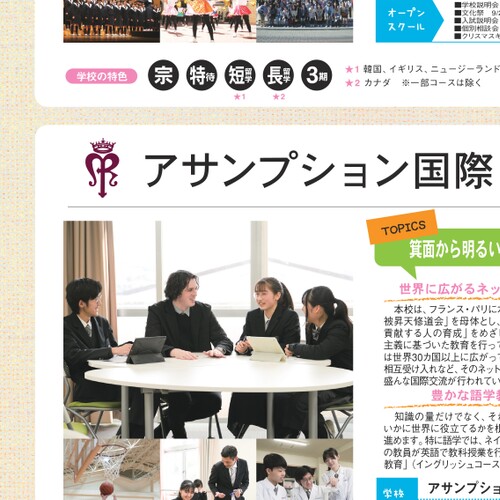 オープン
スクール
■学校説明会
■文化祭 9/2
■入試説明会
■個別相談会
■クリスマスキ
学校の特色
宗 特待 短留学 長留学 3期
★1 ★2
★1 韓国、イギリス、ニュージーランド
★2 カナダ ※一部コースは除く
アサンプション国際
TOPICS
箕面から明るい
世界に広がるネッ
本校は、フランス・パリに
被昇天修道会」を母体とし、
貢献する人の育成」をめざし
主義に基づいた教育を行って
は世界30カ国以上に広がっ
相互受け入れなど、そのネット
盛んな国際交流が行われてい
豊かな語学教
知識の量だけでなく、それ
いかに世界に役立てるかを
進めます。特に語学では、ネイ
の教員が英語で教科授業を行
教育」（イングリッシュコース
学校
アサンプション